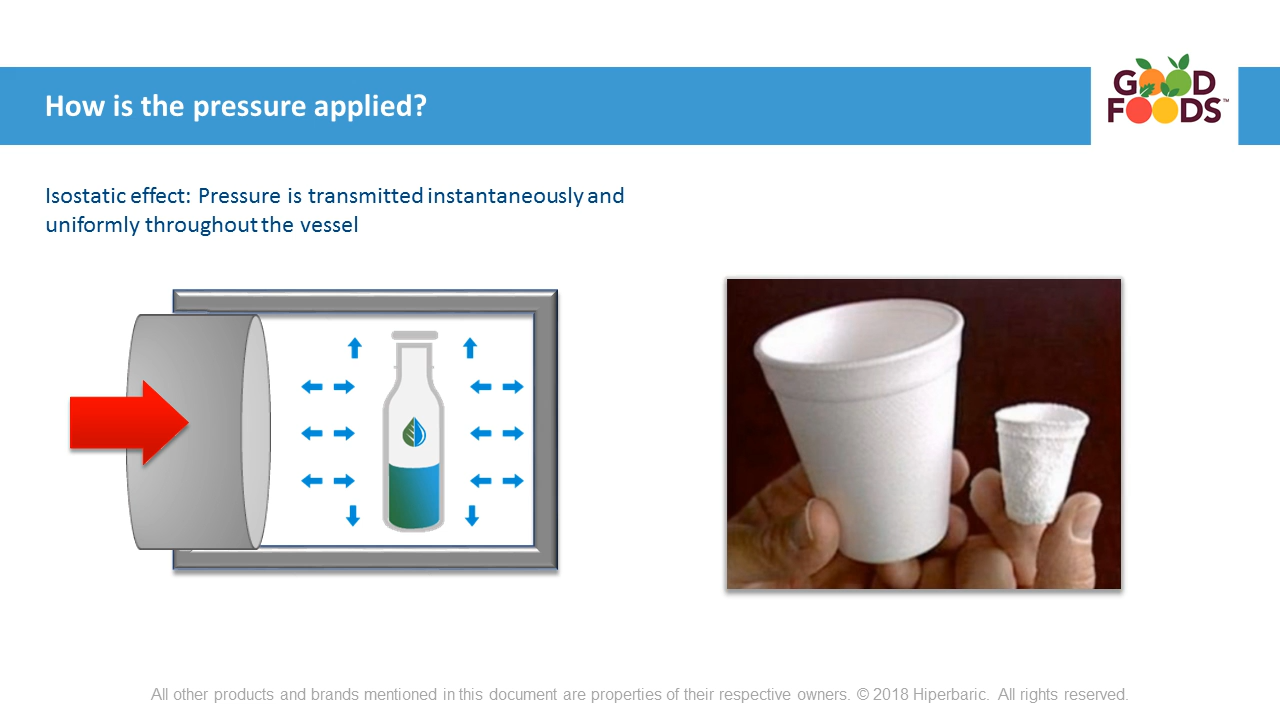 How is the pressure applied?
GOOD
FOODS™
Isostatic effect: Pressure is transmitted instantaneously and
uniformly throughout the vessel
All other products and brands mentioned in this document are properties of their respective owners. © 2018 Hiperbaric. All rights reserved.